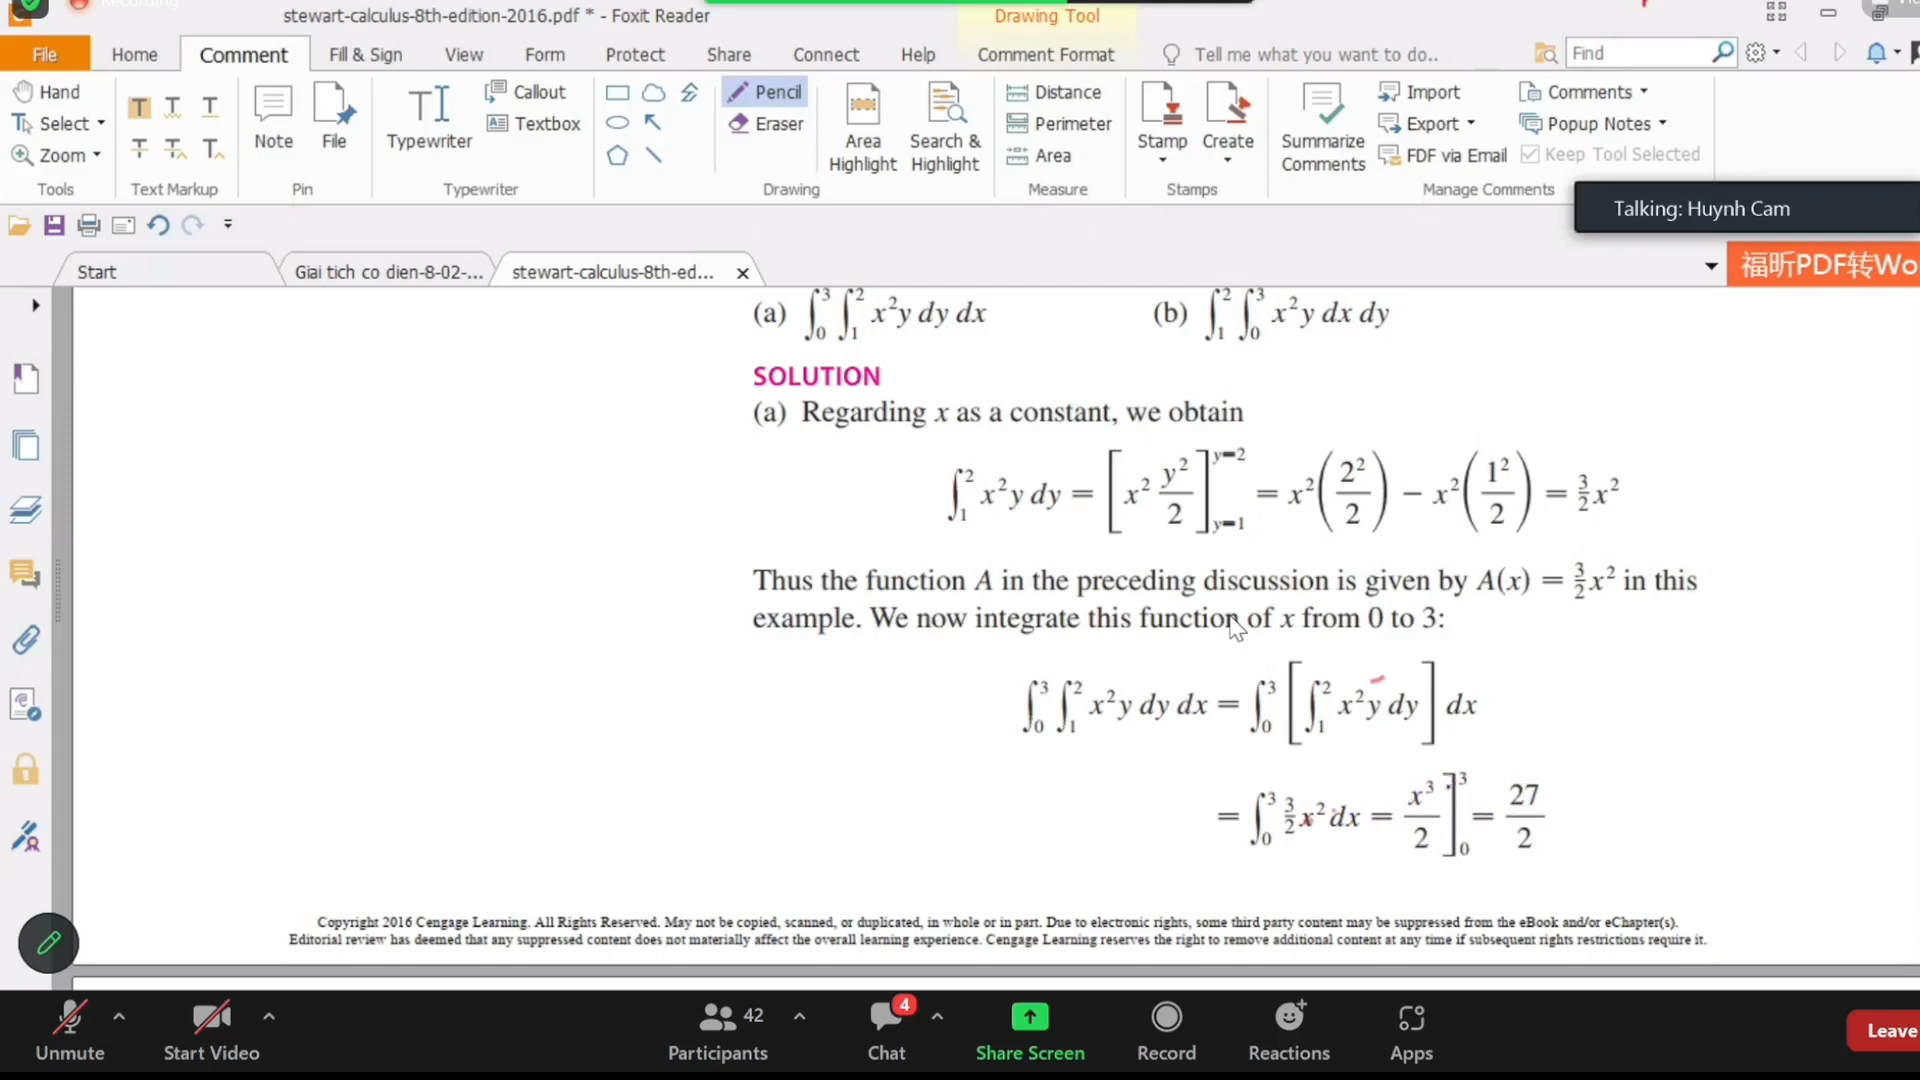 Recording
stewart-calculus-8th-edition-2016.pdf * - Foxit Reader
Drawing Tool
File Home Comment Fill & Sign View Form Protect Share Connect Help Comment Format Tell me what you want to do.. Find
Hand
Select
Zoom
Tools
Text Markup
Note
File
Pin
Typewriter
Callout
Textbox
Typewriter
Pencil
Eraser
Area Highlight
Search & Highlight
Drawing
Distance
Perimeter
Area
Measure
Stamp
Create
Stamps
Summarize Comments
Import
Export
FDF via Email
Comments
Popup Notes
Keep Tool Selected
Manage Comments
Talking: Huynh Cam
Start
Giai tich co dien-8-02-...
stewart-calculus-8th-ed...
福昕PDF转Wo
(a) ∫₀³ ∫₁² x²y dy dx (b) ∫₁² ∫₀³ x²y dx dy
SOLUTION
(a) Regarding x as a constant, we obtain
∫₁² x²y dy = [x² y²/2]_{y=1}^{y=2} = x²(2²/2) − x²(1²/2) = 3/2 x²
Thus the function A in the preceding discussion is given by A(x) = 3/2 x² in this
example. We now integrate this function of x from 0 to 3:
∫₀³ ∫₁² x²y dy dx = ∫₀³ [∫₁² x²y dy] dx
= ∫₀³ 3/2 x² dx = x³/2]₀³ = 27/2
Copyright 2016 Cengage Learning. All Rights Reserved. May not be copied, scanned, or duplicated, in whole or in part. Due to electronic rights, some third party content may be suppressed from the eBook and/or eChapter(s).
Editorial review has deemed that any suppressed content does not materially affect the overall learning experience. Cengage Learning reserves the right to remove additional content at any time if subsequent rights restrictions require it.
Unmute
Start Video
42
Participants
4
Chat
Share Screen
Record
Reactions
Apps
Leave